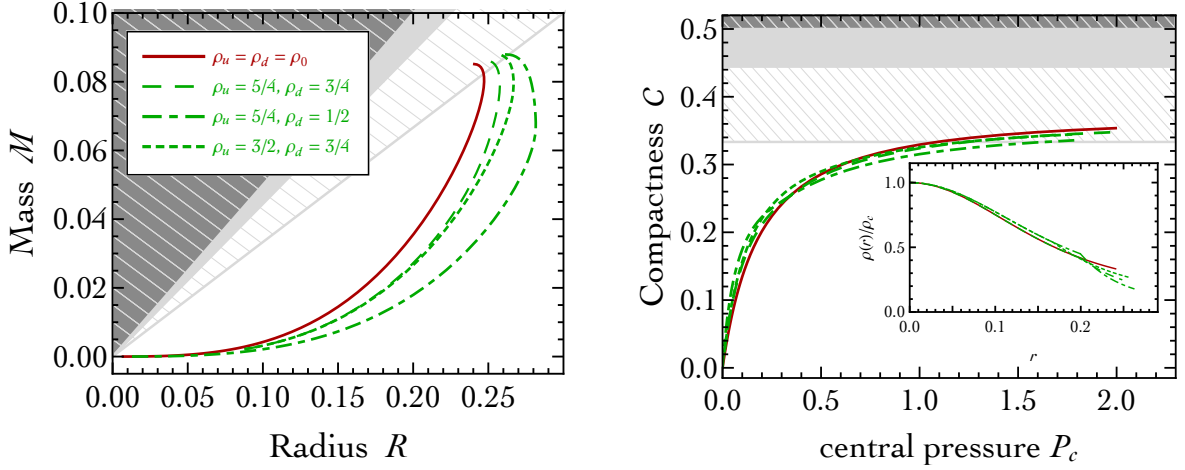 0.10
0.08
0.06
0.04
0.02
0.00
Mass M
ρu = ρd = ρ0
ρu = 5/4, ρd = 3/4
ρu = 5/4, ρd = 1/2
ρu = 3/2, ρd = 3/4
0.00 0.05 0.10 0.15 0.20 0.25
Radius R
0.5
0.4
0.3
0.2
0.1
0.0
Compactness C
1.0
0.5
0.0
ρ(r)/ρc
0.0 0.1 0.2
r
0.0 0.5 1.0 1.5 2.0
central pressure Pc